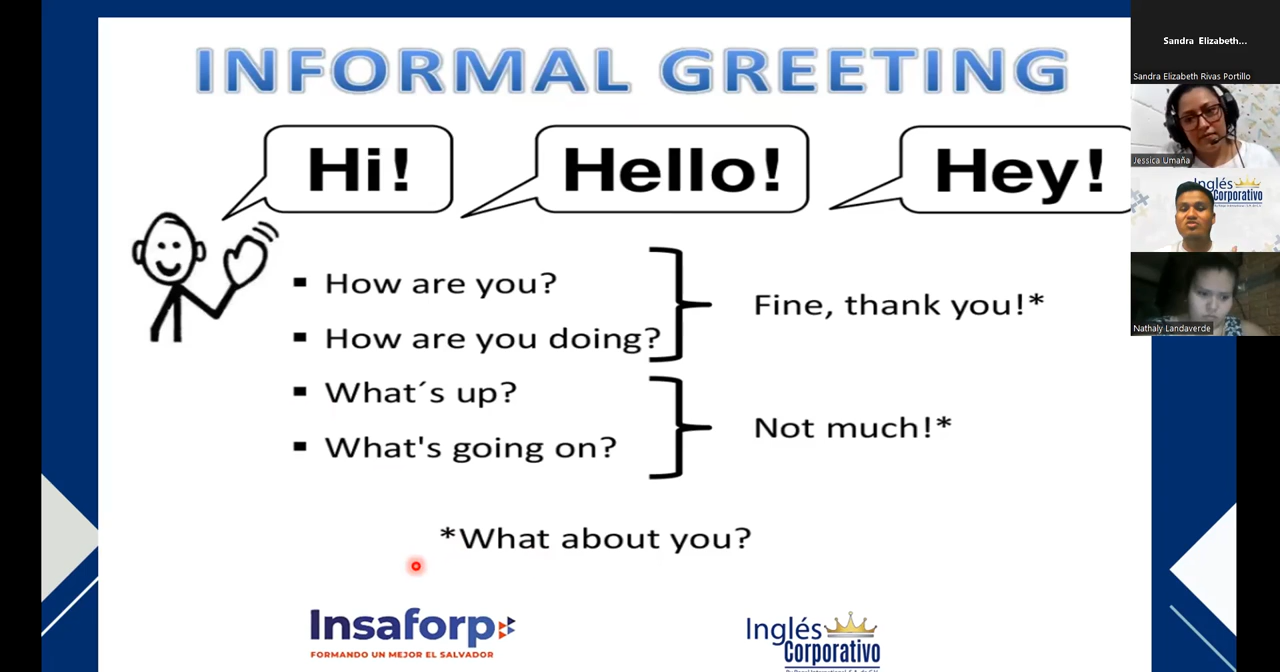 INFORMAL GREETING
Hi!
Hello!
Hey!
▪ How are you?
▪ How are you doing?
Fine, thank you!*
▪ What´s up?
▪ What's going on?
Not much!*
*What about you?
Insaforp
FORMANDO UN MEJOR EL SALVADOR
Inglés
Corporativo
Sandra Elizabeth...
Sandra Elizabeth Rivas Portillo
Jessica Umaña
Inglés
Corporativo
Nathaly Landaverde